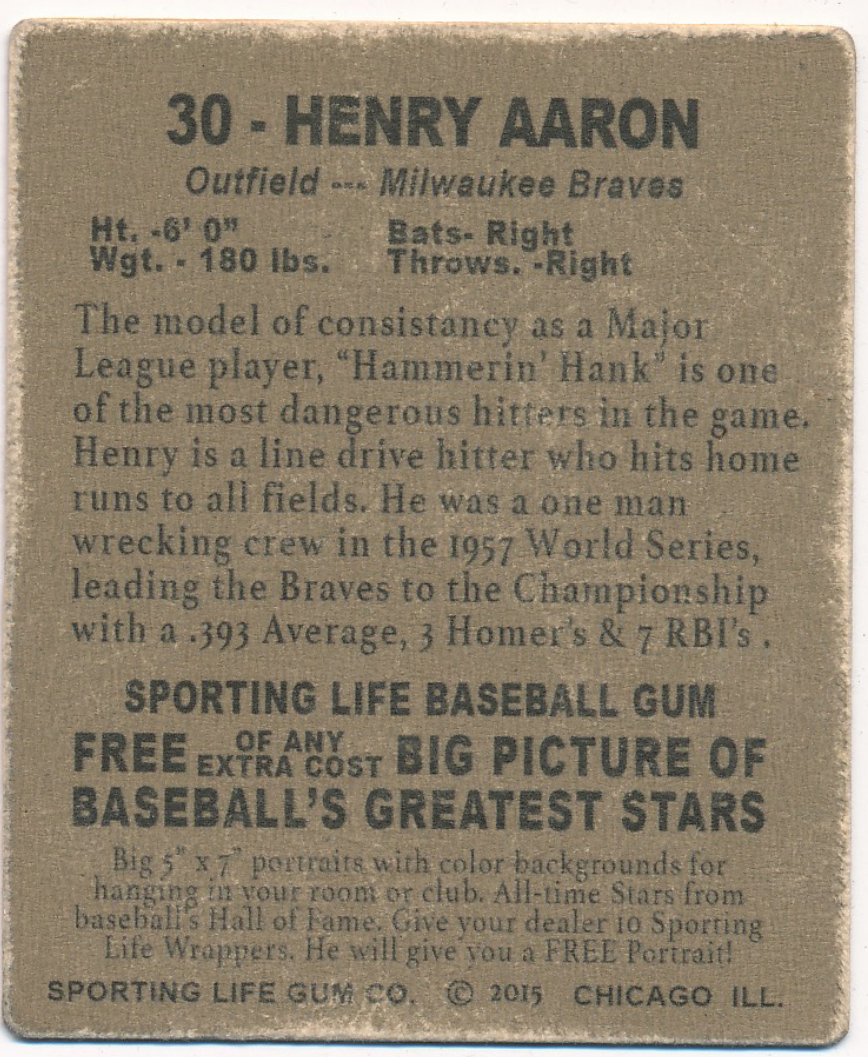 30 - HENRY AARON
Outfield --- Milwaukee Braves
Ht. -6' 0" Bats- Right
Wgt. - 180 lbs. Throws. -Right
The model of consistancy as a Major
League player, “Hammerin’ Hank” is one
of the most dangerous hitters in the game.
Henry is a line drive hitter who hits home
runs to all fields. He was a one man
wrecking crew in the 1957 World Series,
leading the Braves to the Championship
with a .393 Average, 3 Homer's & 7 RBI's .
SPORTING LIFE BASEBALL GUM
FREE OF ANY EXTRA COST BIG PICTURE OF
BASEBALL'S GREATEST STARS
Big 5" x 7" portraits with color backgrounds for
hanging in your room or club. All-time Stars from
baseball's Hall of Fame. Give your dealer 10 Sporting
Life Wrappers. He will give you a FREE Portrait!
SPORTING LIFE GUM CO. © 2015 CHICAGO ILL.